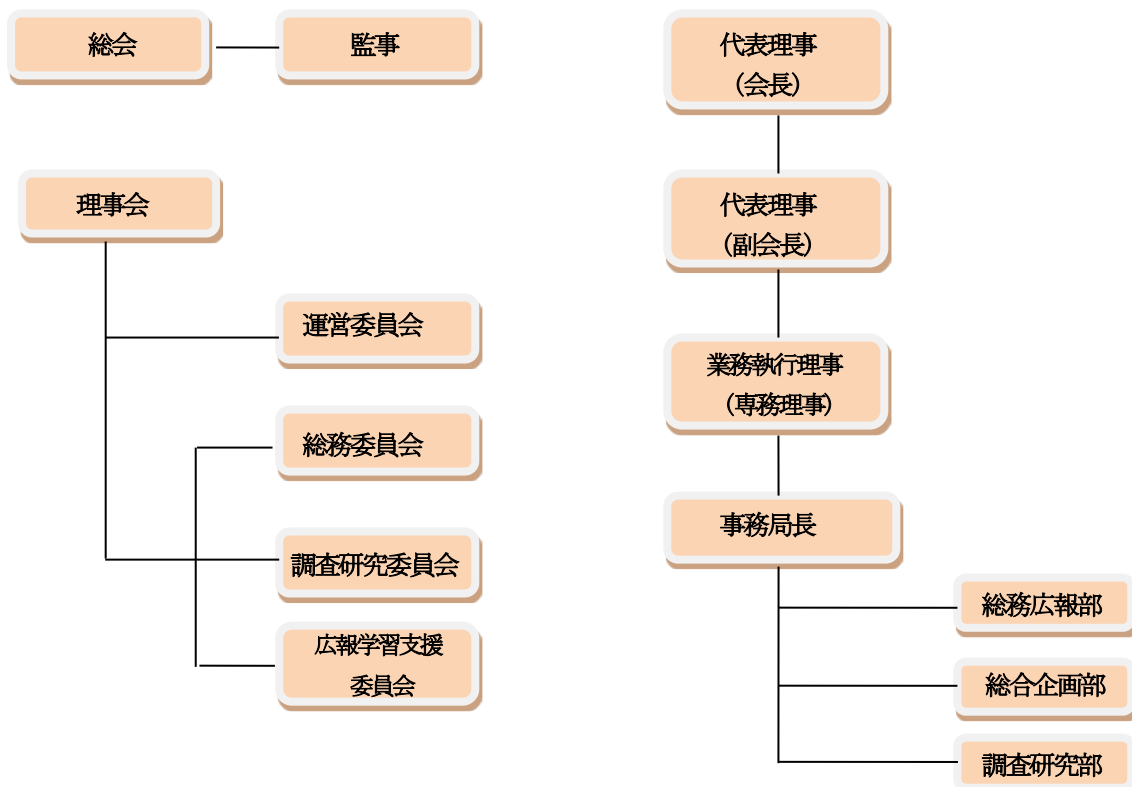 総会
監事
理事会
運営委員会
総務委員会
調査研究委員会
広報学習支援
委員会
代表理事
（会長）
代表理事
（副会長）
業務執行理事
（専務理事）
事務局長
総務広報部
総合企画部
調査研究部